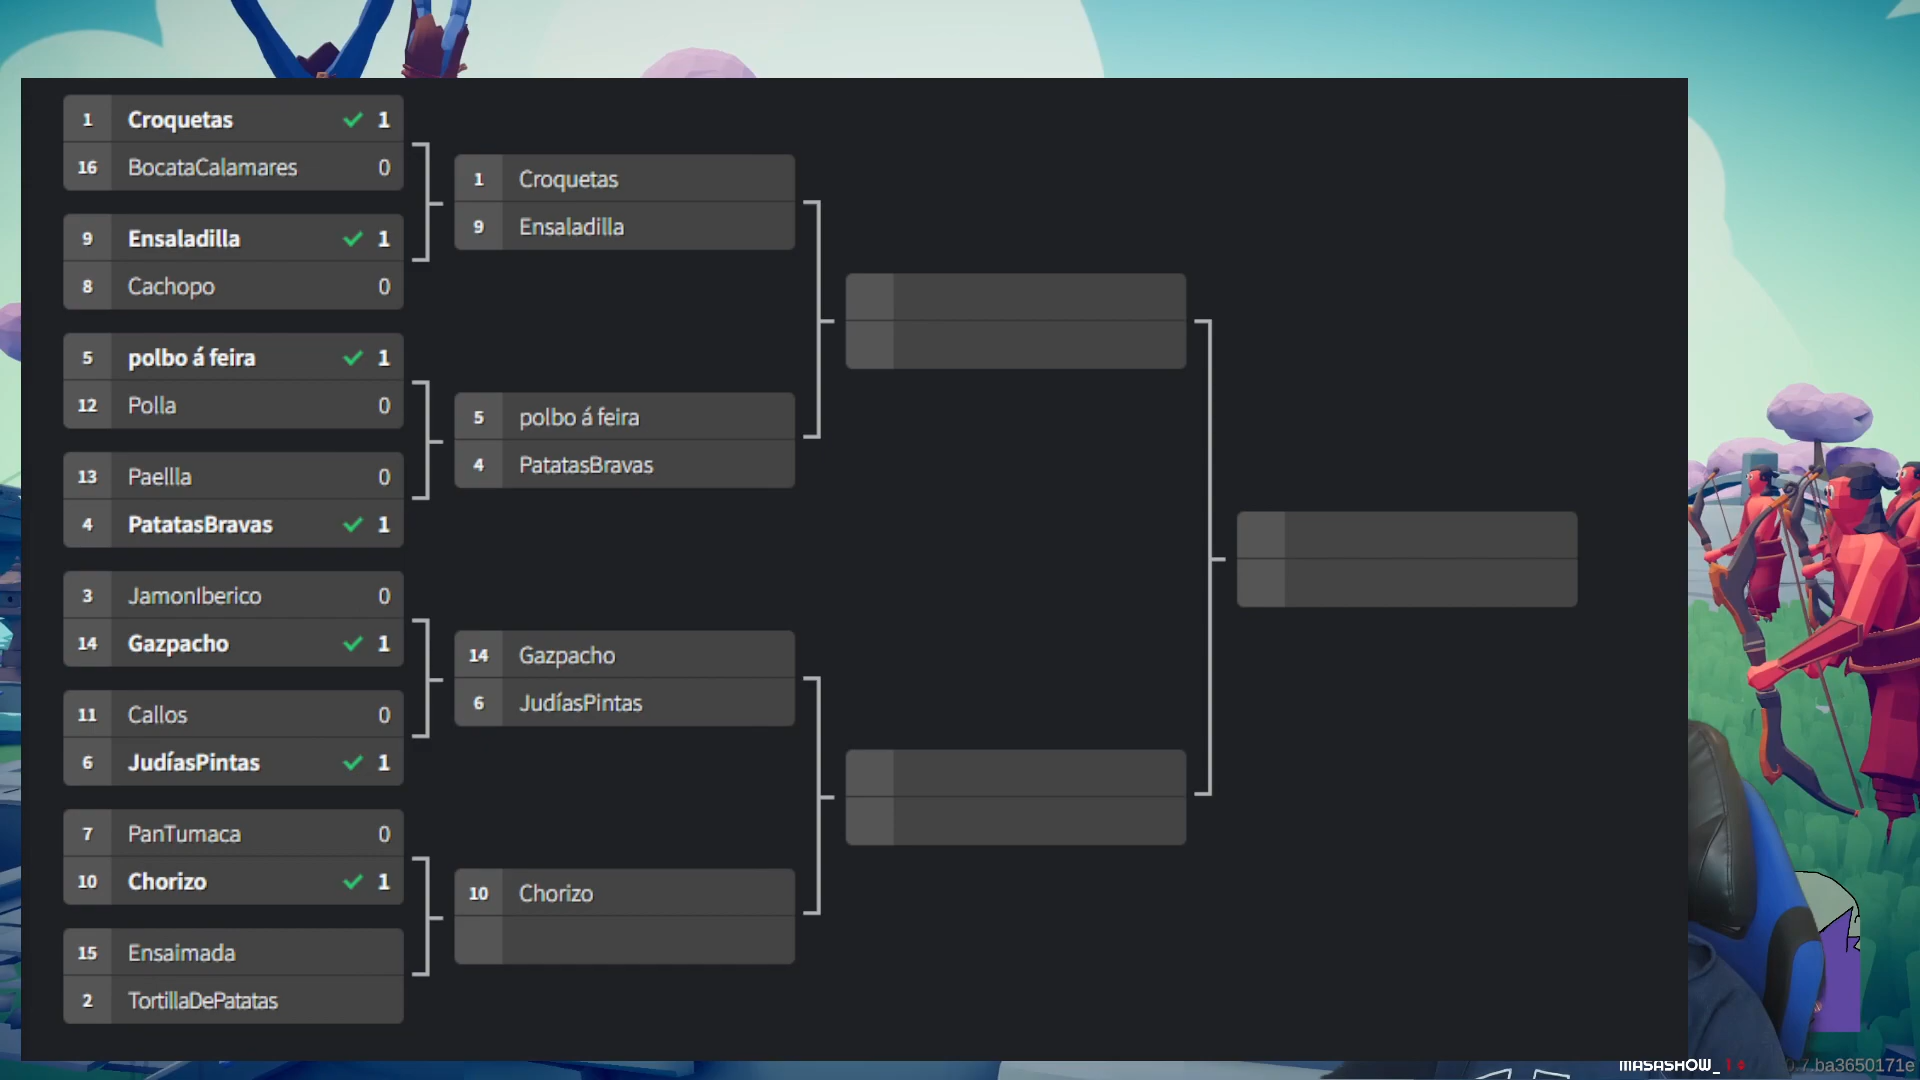 1 Croquetas 1
16 BocataCalamares 0
9 Ensaladilla 1
8 Cachopo 0
5 polbo á feira 1
12 Polla 0
13 Paellla 0
4 PatatasBravas 1
3 JamonIberico 0
14 Gazpacho 1
11 Callos 0
6 JudíasPintas 1
7 PanTumaca 0
10 Chorizo 1
15 Ensaimada
2 TortillaDePatatas
1 Croquetas
9 Ensaladilla
5 polbo á feira
4 PatatasBravas
14 Gazpacho
6 JudíasPintas
10 Chorizo
MASASHOW_
.7.ba3650171e